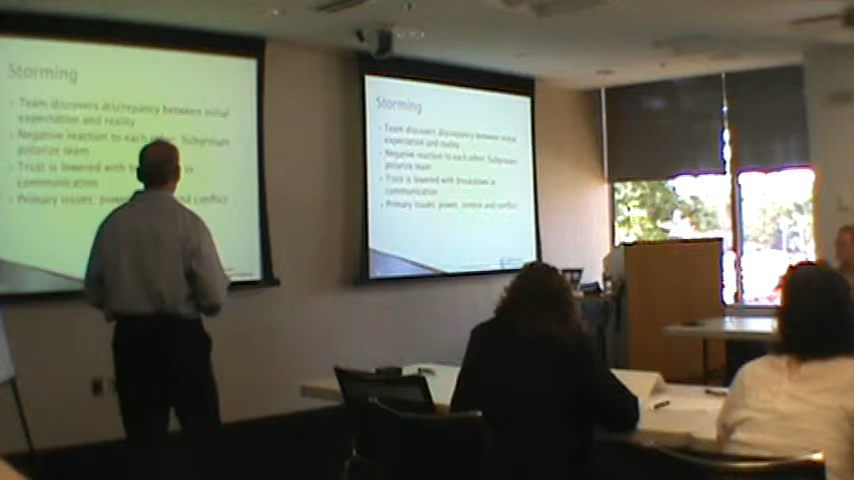 Storming
Team discovers discrepancy between initial
expectation and reality
Negative reaction to each other. Subgroups
polarize team
Trust is lowered with
communication
Primary issues: power and conflict
Storming
Team discovers discrepancy between initial
expectation and reality
Negative reaction to each other. Subgroups
polarize team
Trust is lowered with breakdown in
communication
Primary issues: power, control and conflict